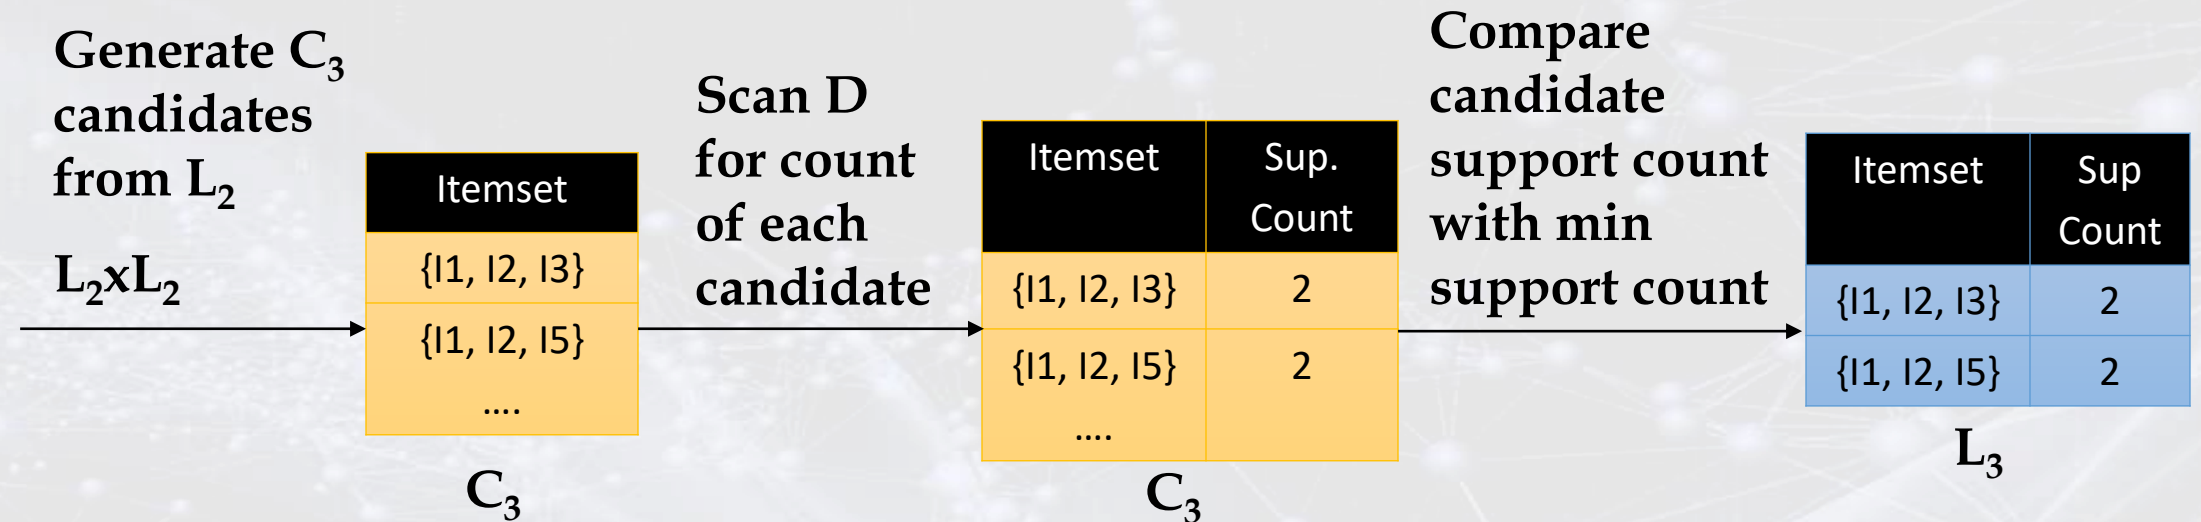 Generate C₃
candidates
from L₂
L₂xL₂
Itemset
{I1, I2, I3}
{I1, I2, I5}
....
C₃
Scan D
for count
of each
candidate
Itemset Sup.
Count
{I1, I2, I3} 2
{I1, I2, I5} 2
....
C₃
Compare
candidate
support count
with min
support count
Itemset Sup
Count
{I1, I2, I3} 2
{I1, I2, I5} 2
L₃